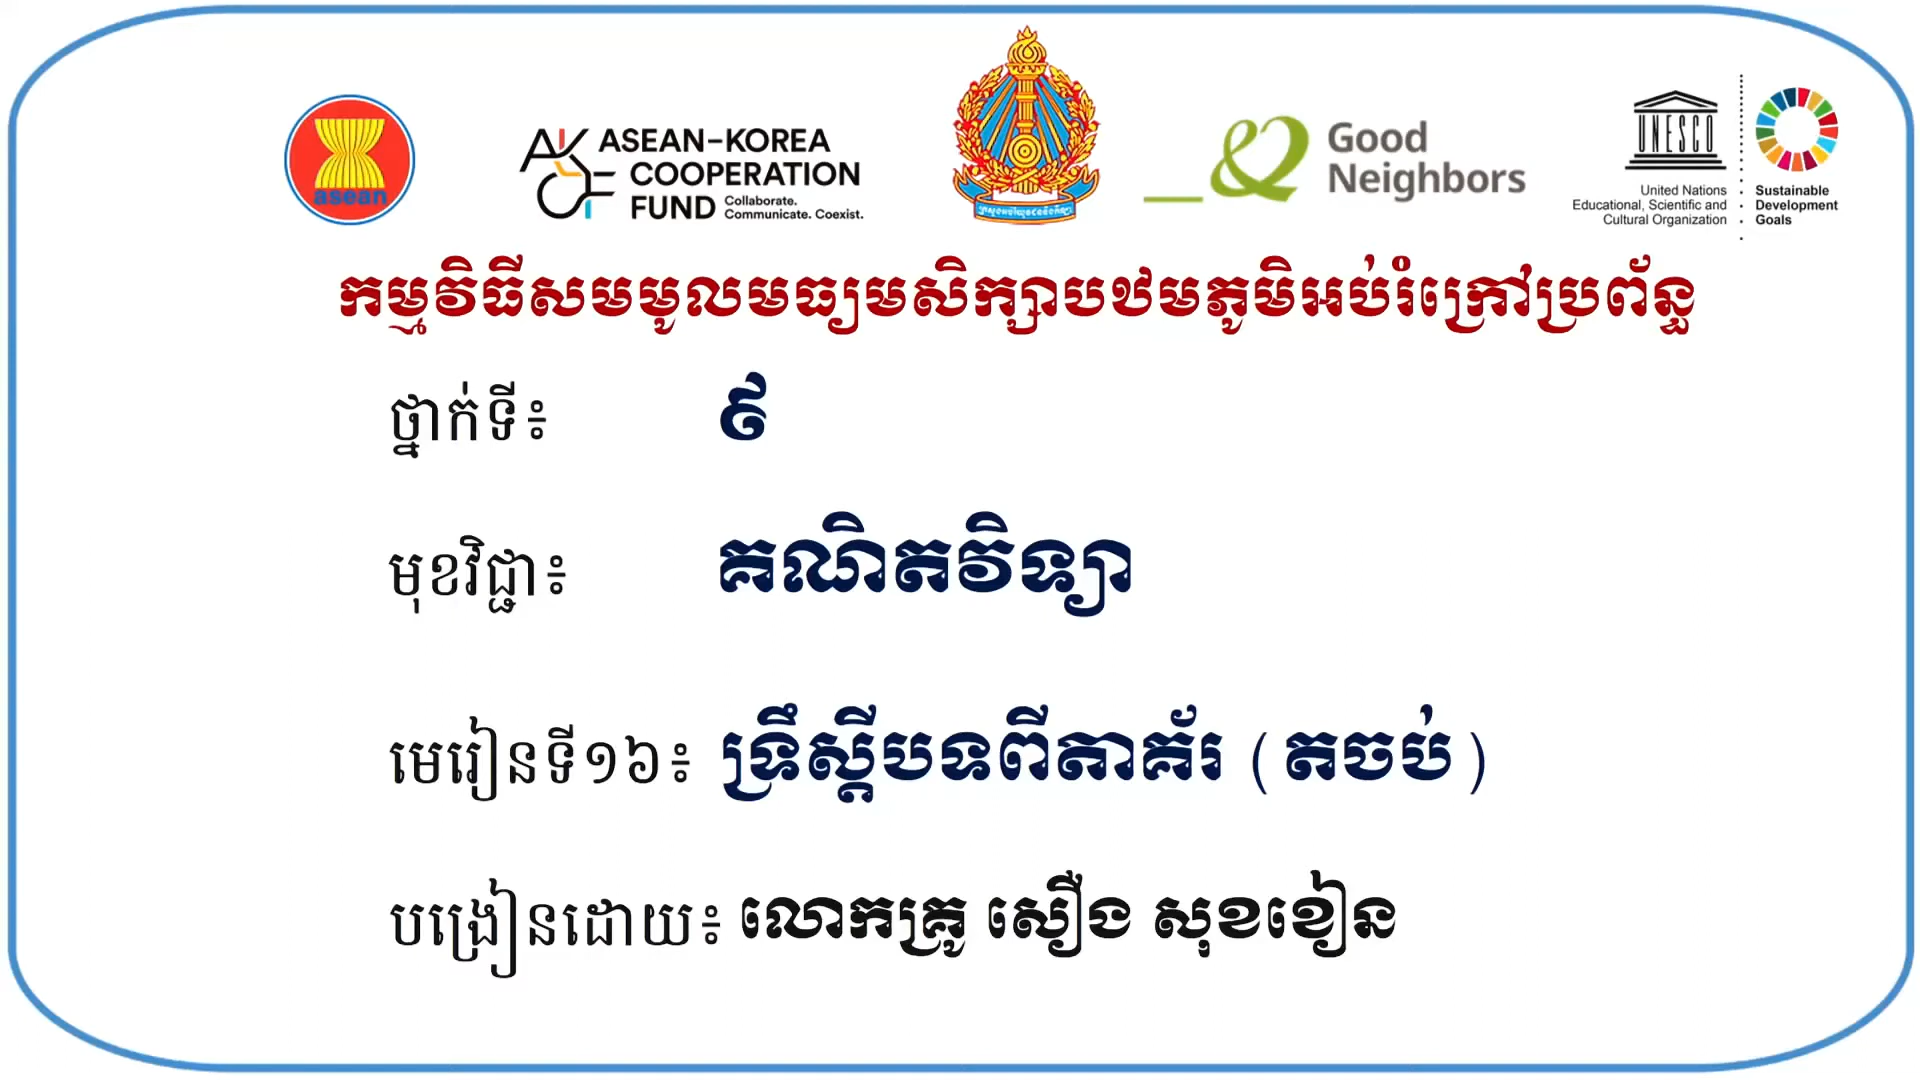 asean
ASEAN-KOREA
COOPERATION
FUND Collaborate.
Communicate. Coexist.
Good
Neighbors
UNESCO
United Nations
Educational, Scientific and
Cultural Organization
Sustainable
Development
Goals
កម្មវិធីសមមូលមធ្យមសិក្សាបឋមភូមិអប់រំក្រៅប្រព័ន្ធ
ថ្នាក់ទី៖ ៩
មុខវិជ្ជា៖ គណិតវិទ្យា
មេរៀនទី១៦៖ ទ្រឹស្តីបទពីតាគ័រ (តចប់)
បង្រៀនដោយ៖ លោកគ្រូ សឿង សុខខៀន